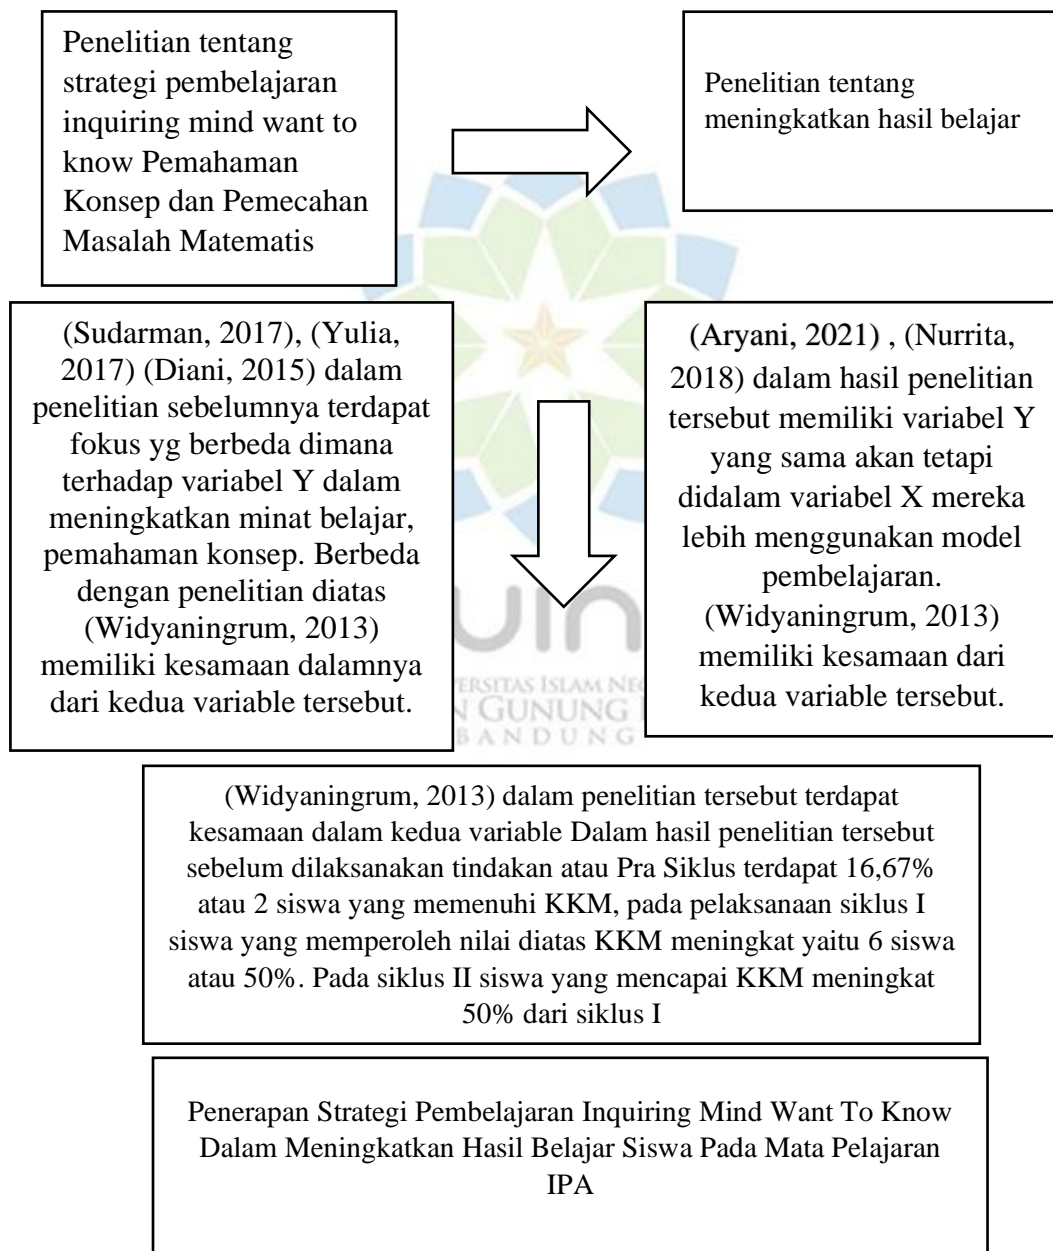 Penelitian tentang
strategi pembelajaran
inquiring mind want to
know Pemahaman
Konsep dan Pemecahan
Masalah Matematis
Penelitian tentang
meningkatkan hasil belajar
(Sudarman, 2017), (Yulia,
2017) (Diani, 2015) dalam
penelitian sebelumnya terdapat
fokus yg berbeda dimana
terhadap variabel Y dalam
meningkatkan minat belajar,
pemahaman konsep. Berbeda
dengan penelitian diatas
(Widyaningrum, 2013)
memiliki kesamaan dalamnya
dari kedua variable tersebut.
(Aryani, 2021) , (Nurrita,
2018) dalam hasil penelitian
tersebut memiliki variabel Y
yang sama akan tetapi
didalam variabel X mereka
lebih menggunakan model
pembelajaran.
(Widyaningrum, 2013)
memiliki kesamaan dari
kedua variable tersebut.
uin
ERSITAS ISLAM NE
N GUNUNG
BANDUNG
(Widyaningrum, 2013) dalam penelitian tersebut terdapat
kesamaan dalam kedua variable Dalam hasil penelitian tersebut
sebelum dilaksanakan tindakan atau Pra Siklus terdapat 16,67%
atau 2 siswa yang memenuhi KKM, pada pelaksanaan siklus I
siswa yang memperoleh nilai diatas KKM meningkat yaitu 6 siswa
atau 50%. Pada siklus II siswa yang mencapai KKM meningkat
50% dari siklus I
Penerapan Strategi Pembelajaran Inquiring Mind Want To Know
Dalam Meningkatkan Hasil Belajar Siswa Pada Mata Pelajaran
IPA